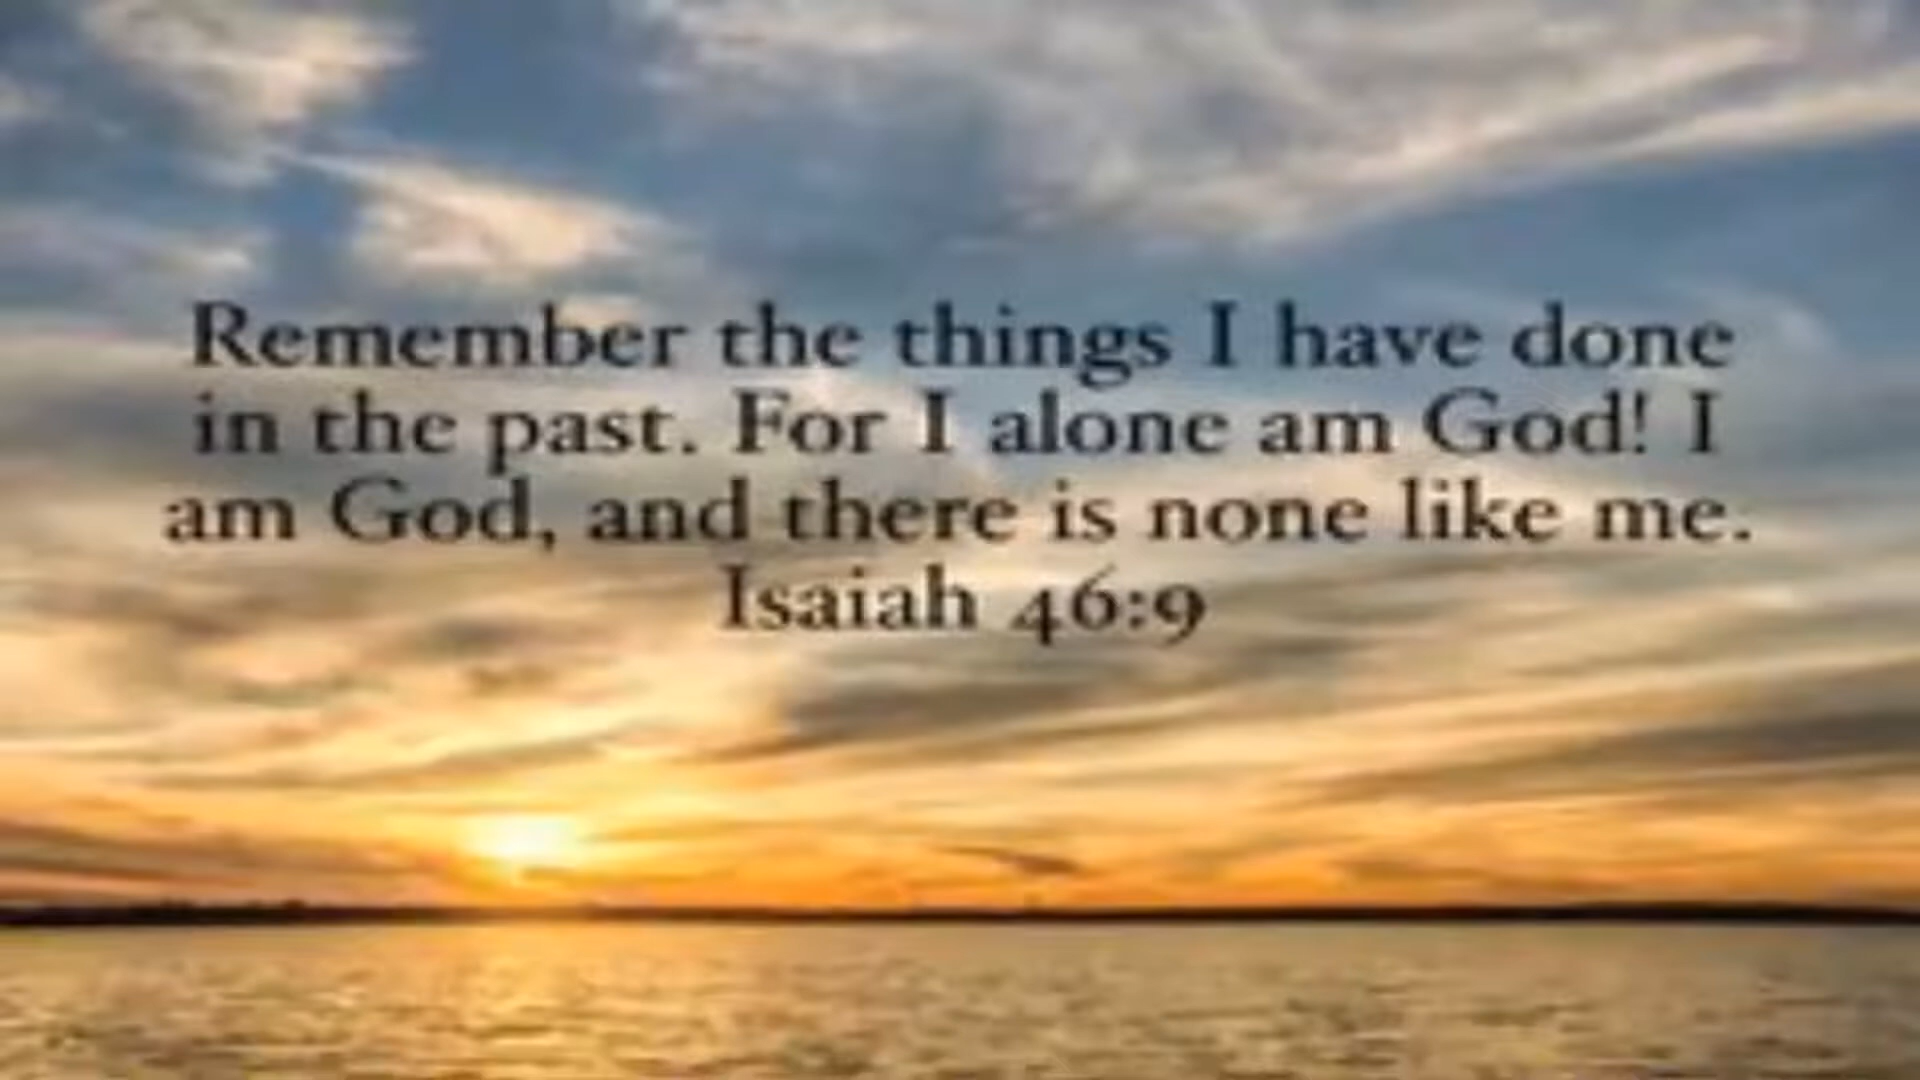 Remember the things I have done
in the past. For I alone am God! I
am God, and there is none like me.
Isaiah 46:9